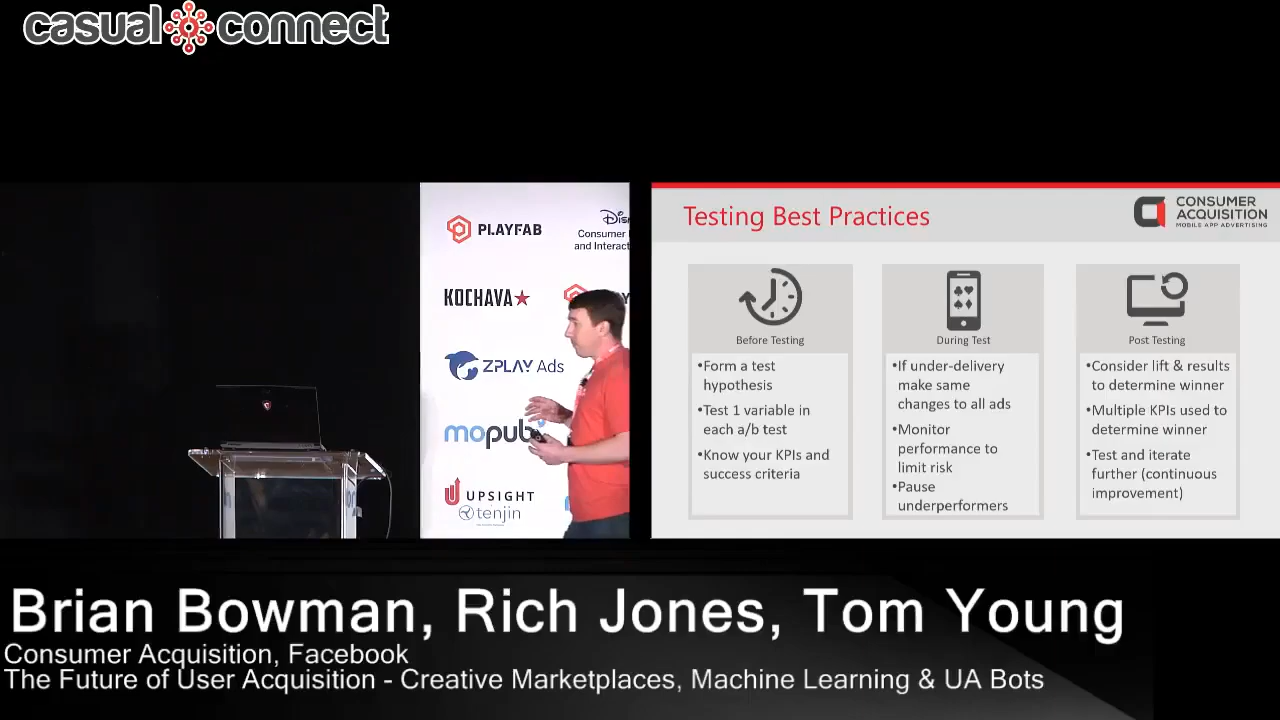 casual connect
PLAYFAB
Consumer
and Interac
KOCHAVA
ZPLAY Ads
mopub
UPSIGHT
tenjin
Testing Best Practices
CONSUMER
ACQUISITION
MOBILE APP ADVERTISING
Before Testing
•Form a test
hypothesis
•Test 1 variable in
each a/b test
•Know your KPIs and
success criteria
During Test
•If under-delivery
make same
changes to all ads
•Monitor
performance to
limit risk
•Pause
underperformers
Post Testing
•Consider lift & results
to determine winner
•Multiple KPIs used to
determine winner
•Test and iterate
further (continuous
improvement)
Brian Bowman, Rich Jones, Tom Young
Consumer Acquisition, Facebook
The Future of User Acquisition - Creative Marketplaces, Machine Learning & UA Bots